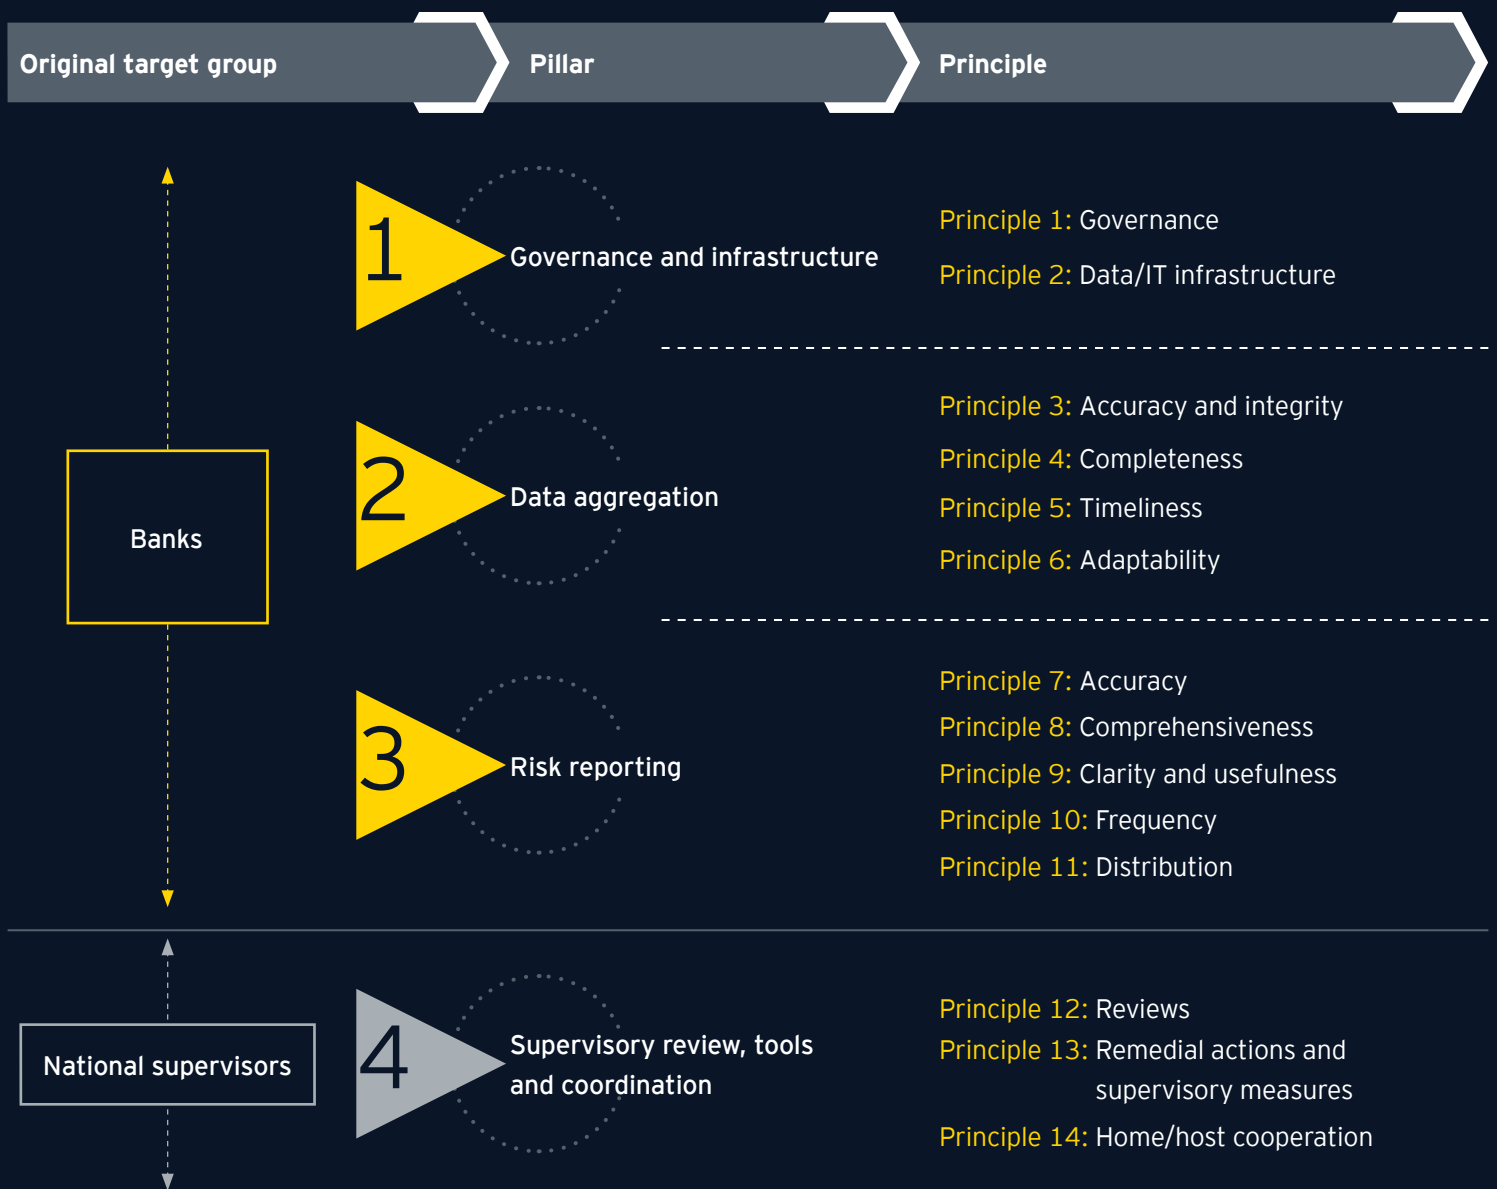 Original target group
Pillar
Principle
Banks
1
Governance and infrastructure
Principle 1: Governance
Principle 2: Data/IT infrastructure
2
Data aggregation
Principle 3: Accuracy and integrity
Principle 4: Completeness
Principle 5: Timeliness
Principle 6: Adaptability
3
Risk reporting
Principle 7: Accuracy
Principle 8: Comprehensiveness
Principle 9: Clarity and usefulness
Principle 10: Frequency
Principle 11: Distribution
National supervisors
4
Supervisory review, tools
and coordination
Principle 12: Reviews
Principle 13: Remedial actions and
supervisory measures
Principle 14: Home/host cooperation